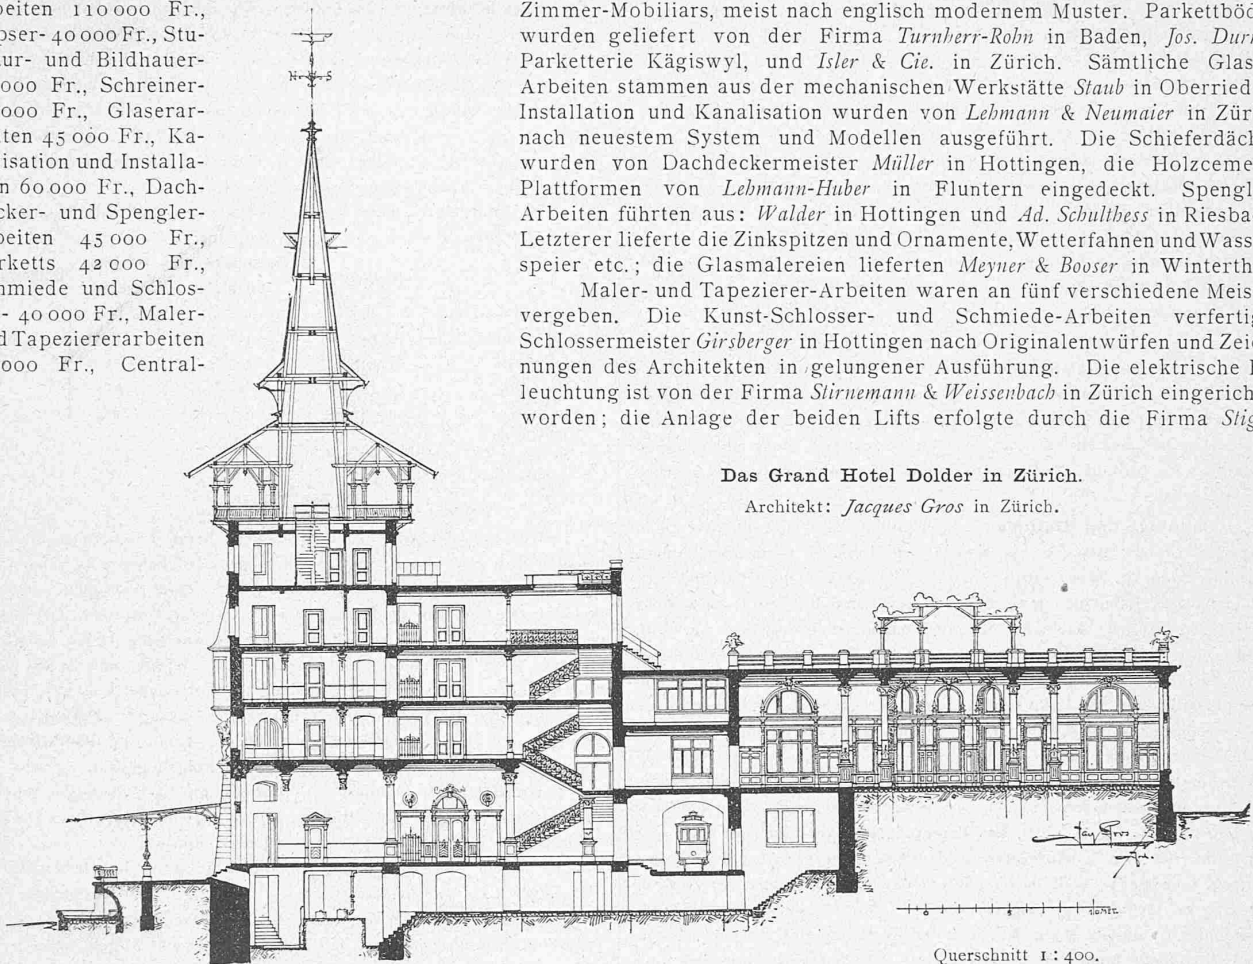 eiten 110 000 Fr.,
pser- 40 000 Fr., Stu-
ur- und Bildhauer-
000 Fr., Schreiner-
000 Fr., Glaserar-
ten 45 000 Fr., Ka-
isation und Installa-
n 60 000 Fr., Dach-
cker- und Spengler-
beiten 45 000 Fr.,
rketts 42 000 Fr.,
hmiede und Schlos-
- 40 000 Fr., Maler-
d Tapeziererarbeiten
000 Fr., Central-
Zimmer-Mobiliars, meist nach englisch modernem Muster. Parkettböd
wurden geliefert von der Firma Turnherr-Rohn in Baden, Jos. Durr
Parketterie Kägiswyl, und Isler & Cie. in Zürich. Sämtliche Glas
Arbeiten stammen aus der mechanischen Werkstätte Staub in Oberried
Installation und Kanalisation wurden von Lehmann & Neumaier in Zür
nach neuestem System und Modellen ausgeführt. Die Schieferdäch
wurden von Dachdeckermeister Müller in Hottingen, die Holzceme
Plattformen von Lehmann-Huber in Fluntern eingedeckt. Spengl
Arbeiten führten aus: Walder in Hottingen und Ad. Schulthess in Riesba
Letzterer lieferte die Zinkspitzen und Ornamente, Wetterfahnen und Wass
speier etc.; die Glasmalereien lieferten Meyner & Booser in Winterth
Maler- und Tapezierer-Arbeiten waren an fünf verschiedene Meis
vergeben. Die Kunst-Schlosser- und Schmiede-Arbeiten verfertig
Schlossermeister Girsberger in Hottingen nach Originalentwürfen und Zeic
nungen des Architekten in gelungener Ausführung. Die elektrische B
leuchtung ist von der Firma Stirnemann & Weissenbach in Zürich eingerich
worden; die Anlage der beiden Lifts erfolgte durch die Firma Stig
Das Grand Hotel Dolder in Zürich.
Architekt: Jacques Gros in Zürich.
N S
Jac Gros.
0 5 10 Mtr
Querschnitt 1 : 400.